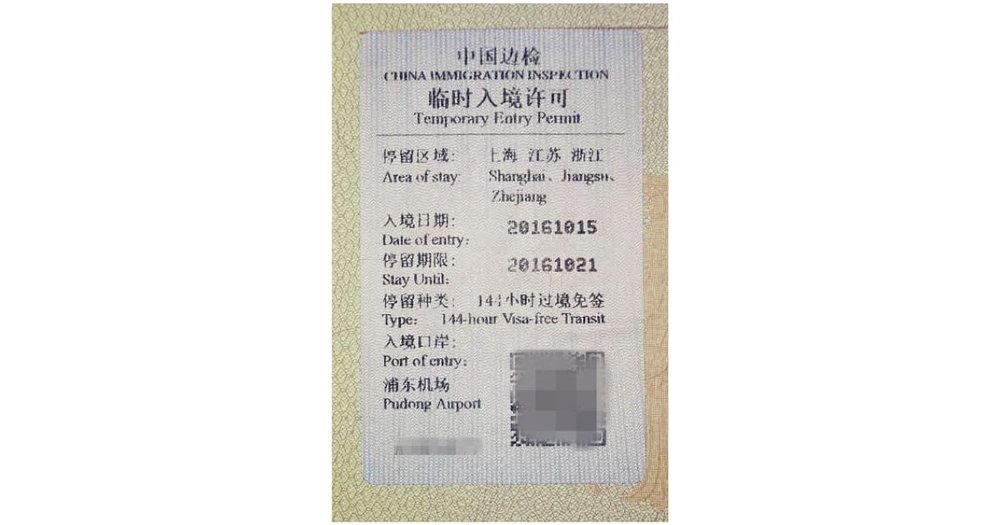 中国边检
CHINA IMMIGRATION INSPECTION
临时入境许可
Temporary Entry Permit
停留区域: 上海 江苏 浙江
Area of stay: Shanghai、Jiangsu、
Zhejiang
入境日期: 20161015
Date of entry:
停留期限: 20161021
Stay Until:
停留种类: 144小时过境免签
Type: 144-hour Visa-free Transit
入境口岸:
Port of entry:
浦东机场
Pudong Airport